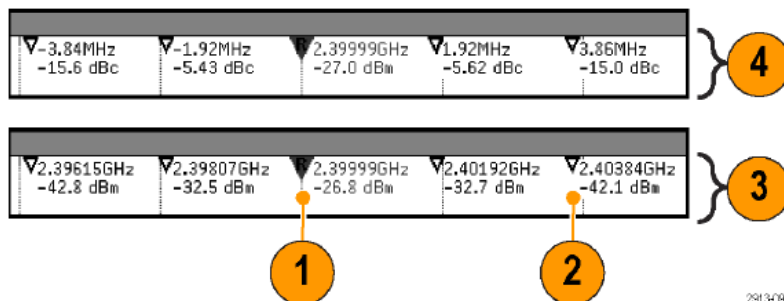 -3.84MHz -1.92MHz R 2.39999GHz 1.92MHz 3.86MHz
-15.6 dBc -5.43 dBc -27.0 dBm -5.62 dBc -15.0 dBc
4
2.39615GHz 2.39807GHz R 2.39999GHz 2.40192GHz 2.40384GHz
-42.8 dBm -32.5 dBm -26.8 dBm -32.7 dBm -42.1 dBm
3
1 2